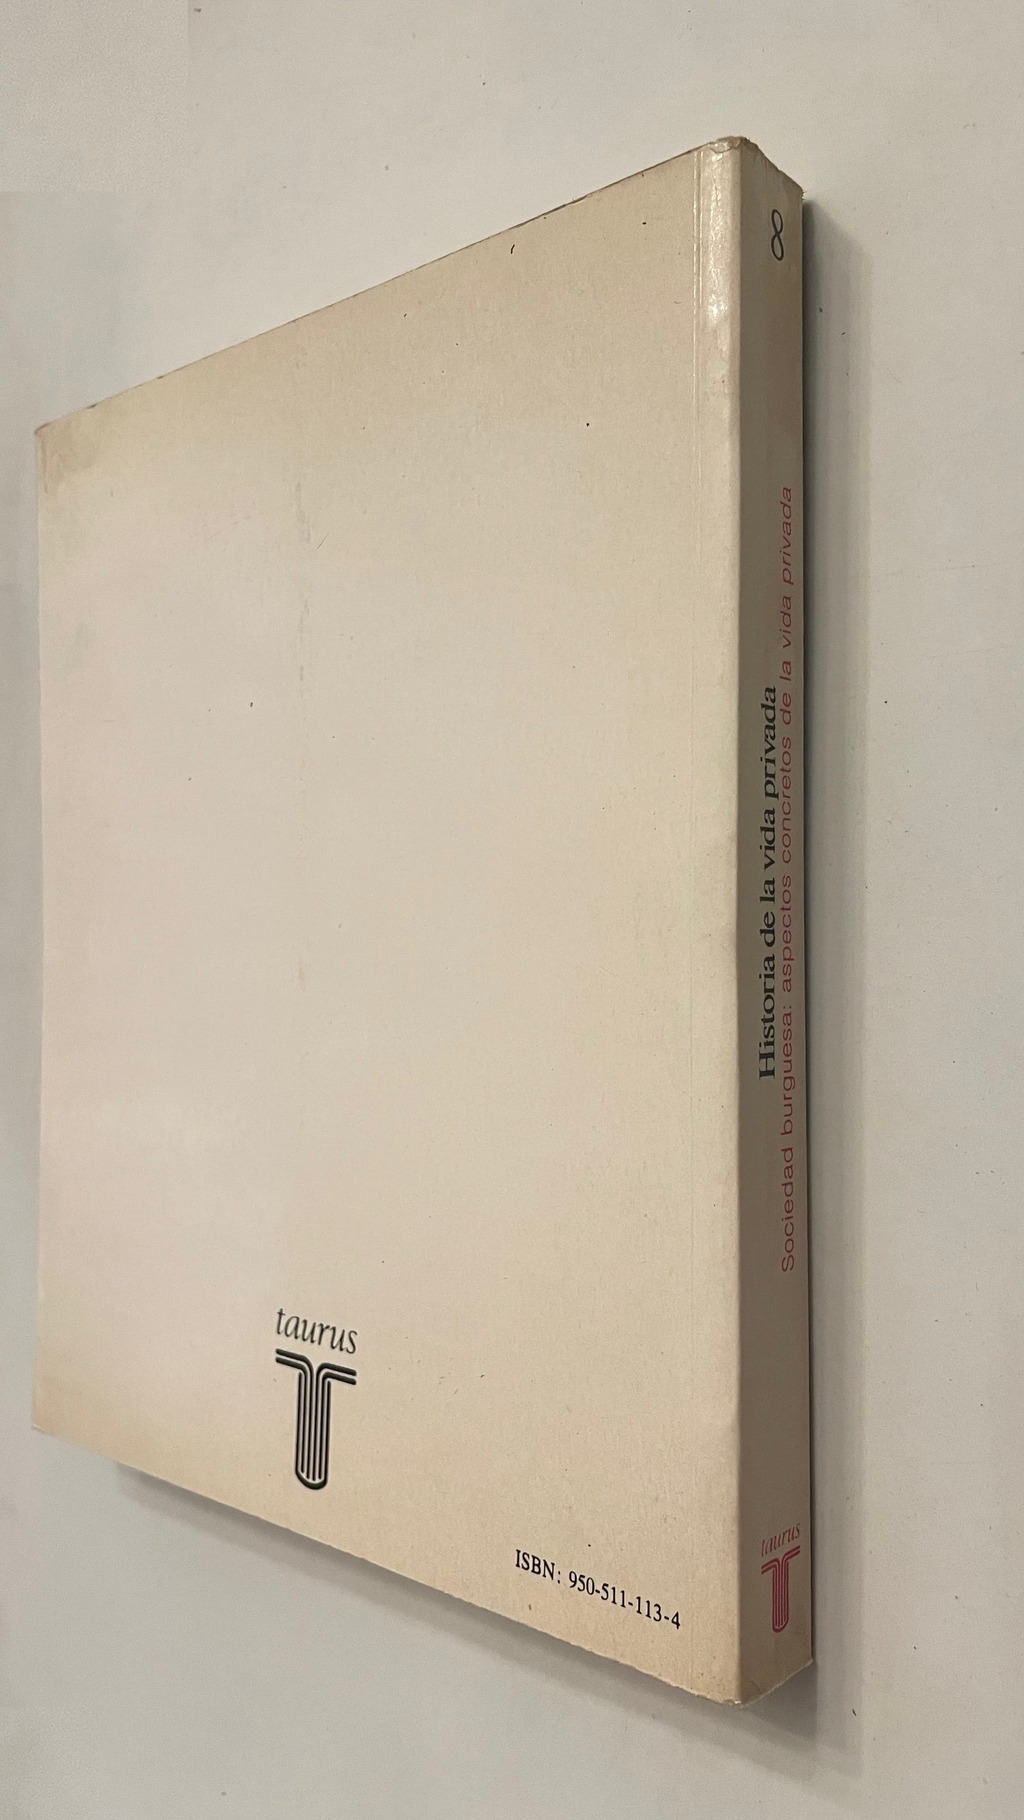 taurus
ISBN: 950-511-113-4
8
Historia de la vida privada
Sociedad burguesa: aspectos concretos de la vida privada
taurus